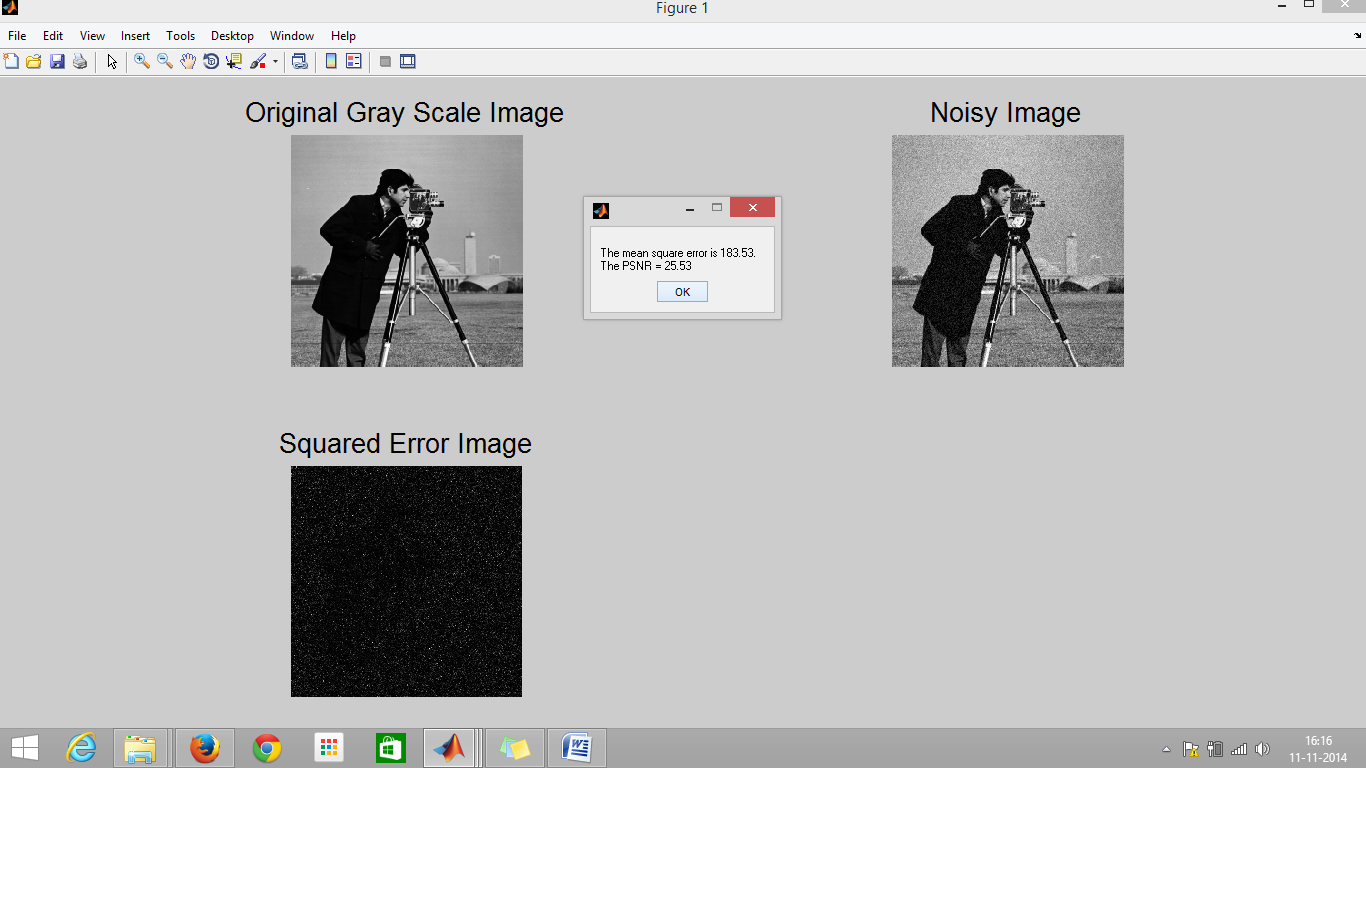 Figure 1
File Edit View Insert Tools Desktop Window Help
Original Gray Scale Image
Noisy Image
The mean square error is 183.53.
The PSNR = 25.53
OK
Squared Error Image
16:16
11-11-2014